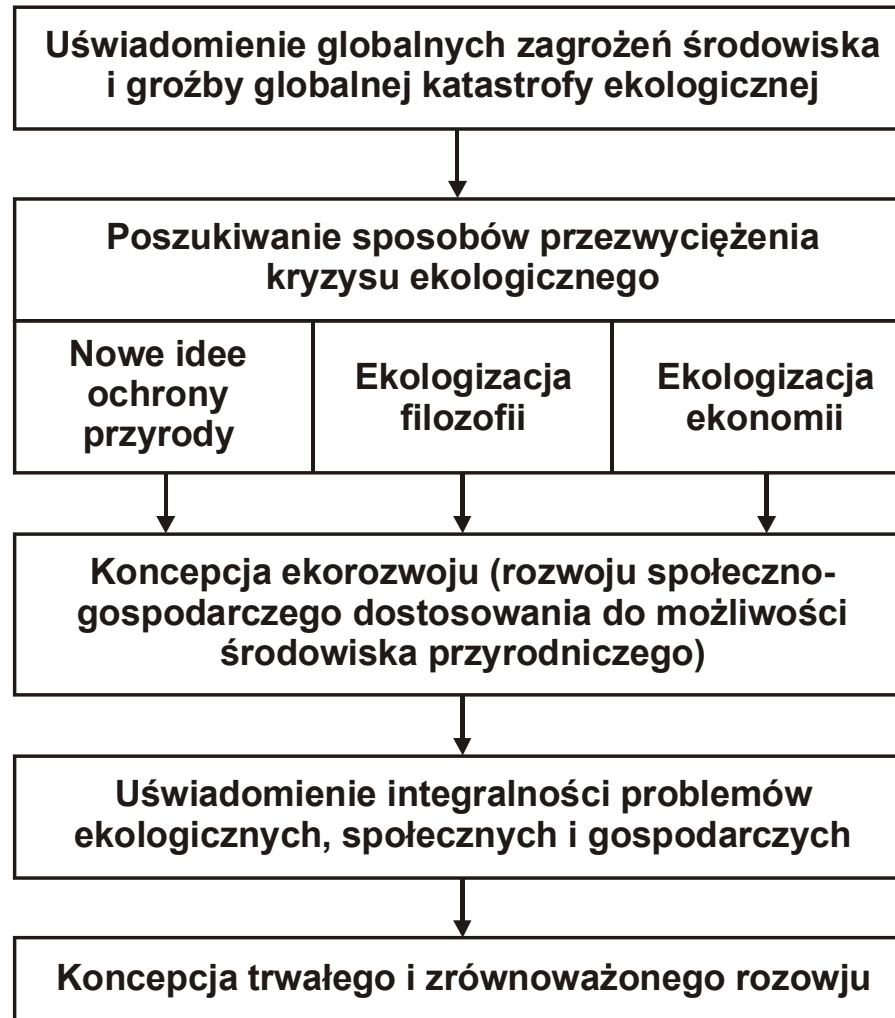 Uświadomienie globalnych zagrożeń środowiska
i groźby globalnej katastrofy ekologicznej
Poszukiwanie sposobów przezwyciężenia
kryzysu ekologicznego
Nowe idee
ochrony
przyrody
Ekologizacja
filozofii
Ekologizacja
ekonomii
Koncepcja ekorozwoju (rozwoju społeczno-
gospodarczego dostosowania do możliwości
środowiska przyrodniczego)
Uświadomienie integralności problemów
ekologicznych, społecznych i gospodarczych
Koncepcja trwałego i zrównoważonego rozowju